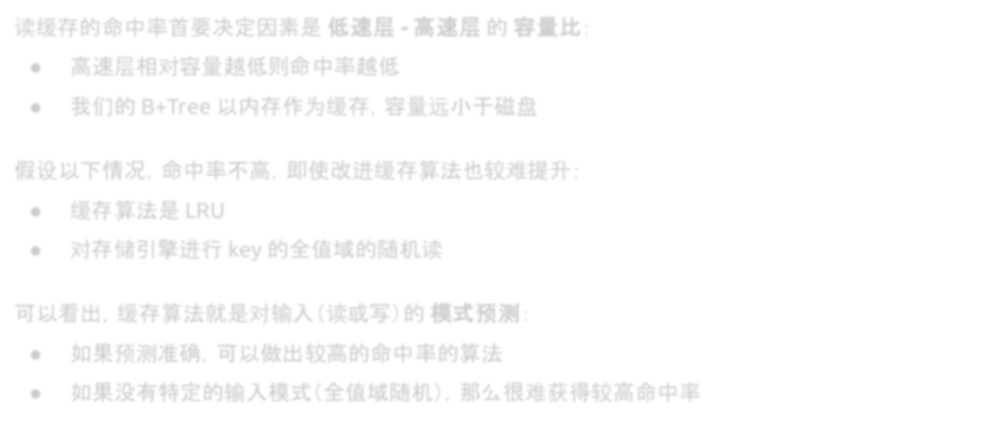 读缓存的命中率首要决定因素是 低速层 - 高速层 的 容量比:
● 高速层相对容量越低则命中率越低
● 我们的 B+Tree 以内存作为缓存, 容量远小于磁盘
假设以下情况, 命中率不高, 即使改进缓存算法也较难提升:
● 缓存算法是 LRU
● 对存储引擎进行 key 的全值域的随机读
可以看出, 缓存算法就是对输入(读或写)的 模式预测:
● 如果预测准确, 可以做出较高的命中率的算法
● 如果没有特定的输入模式(全值域随机), 那么很难获得较高命中率